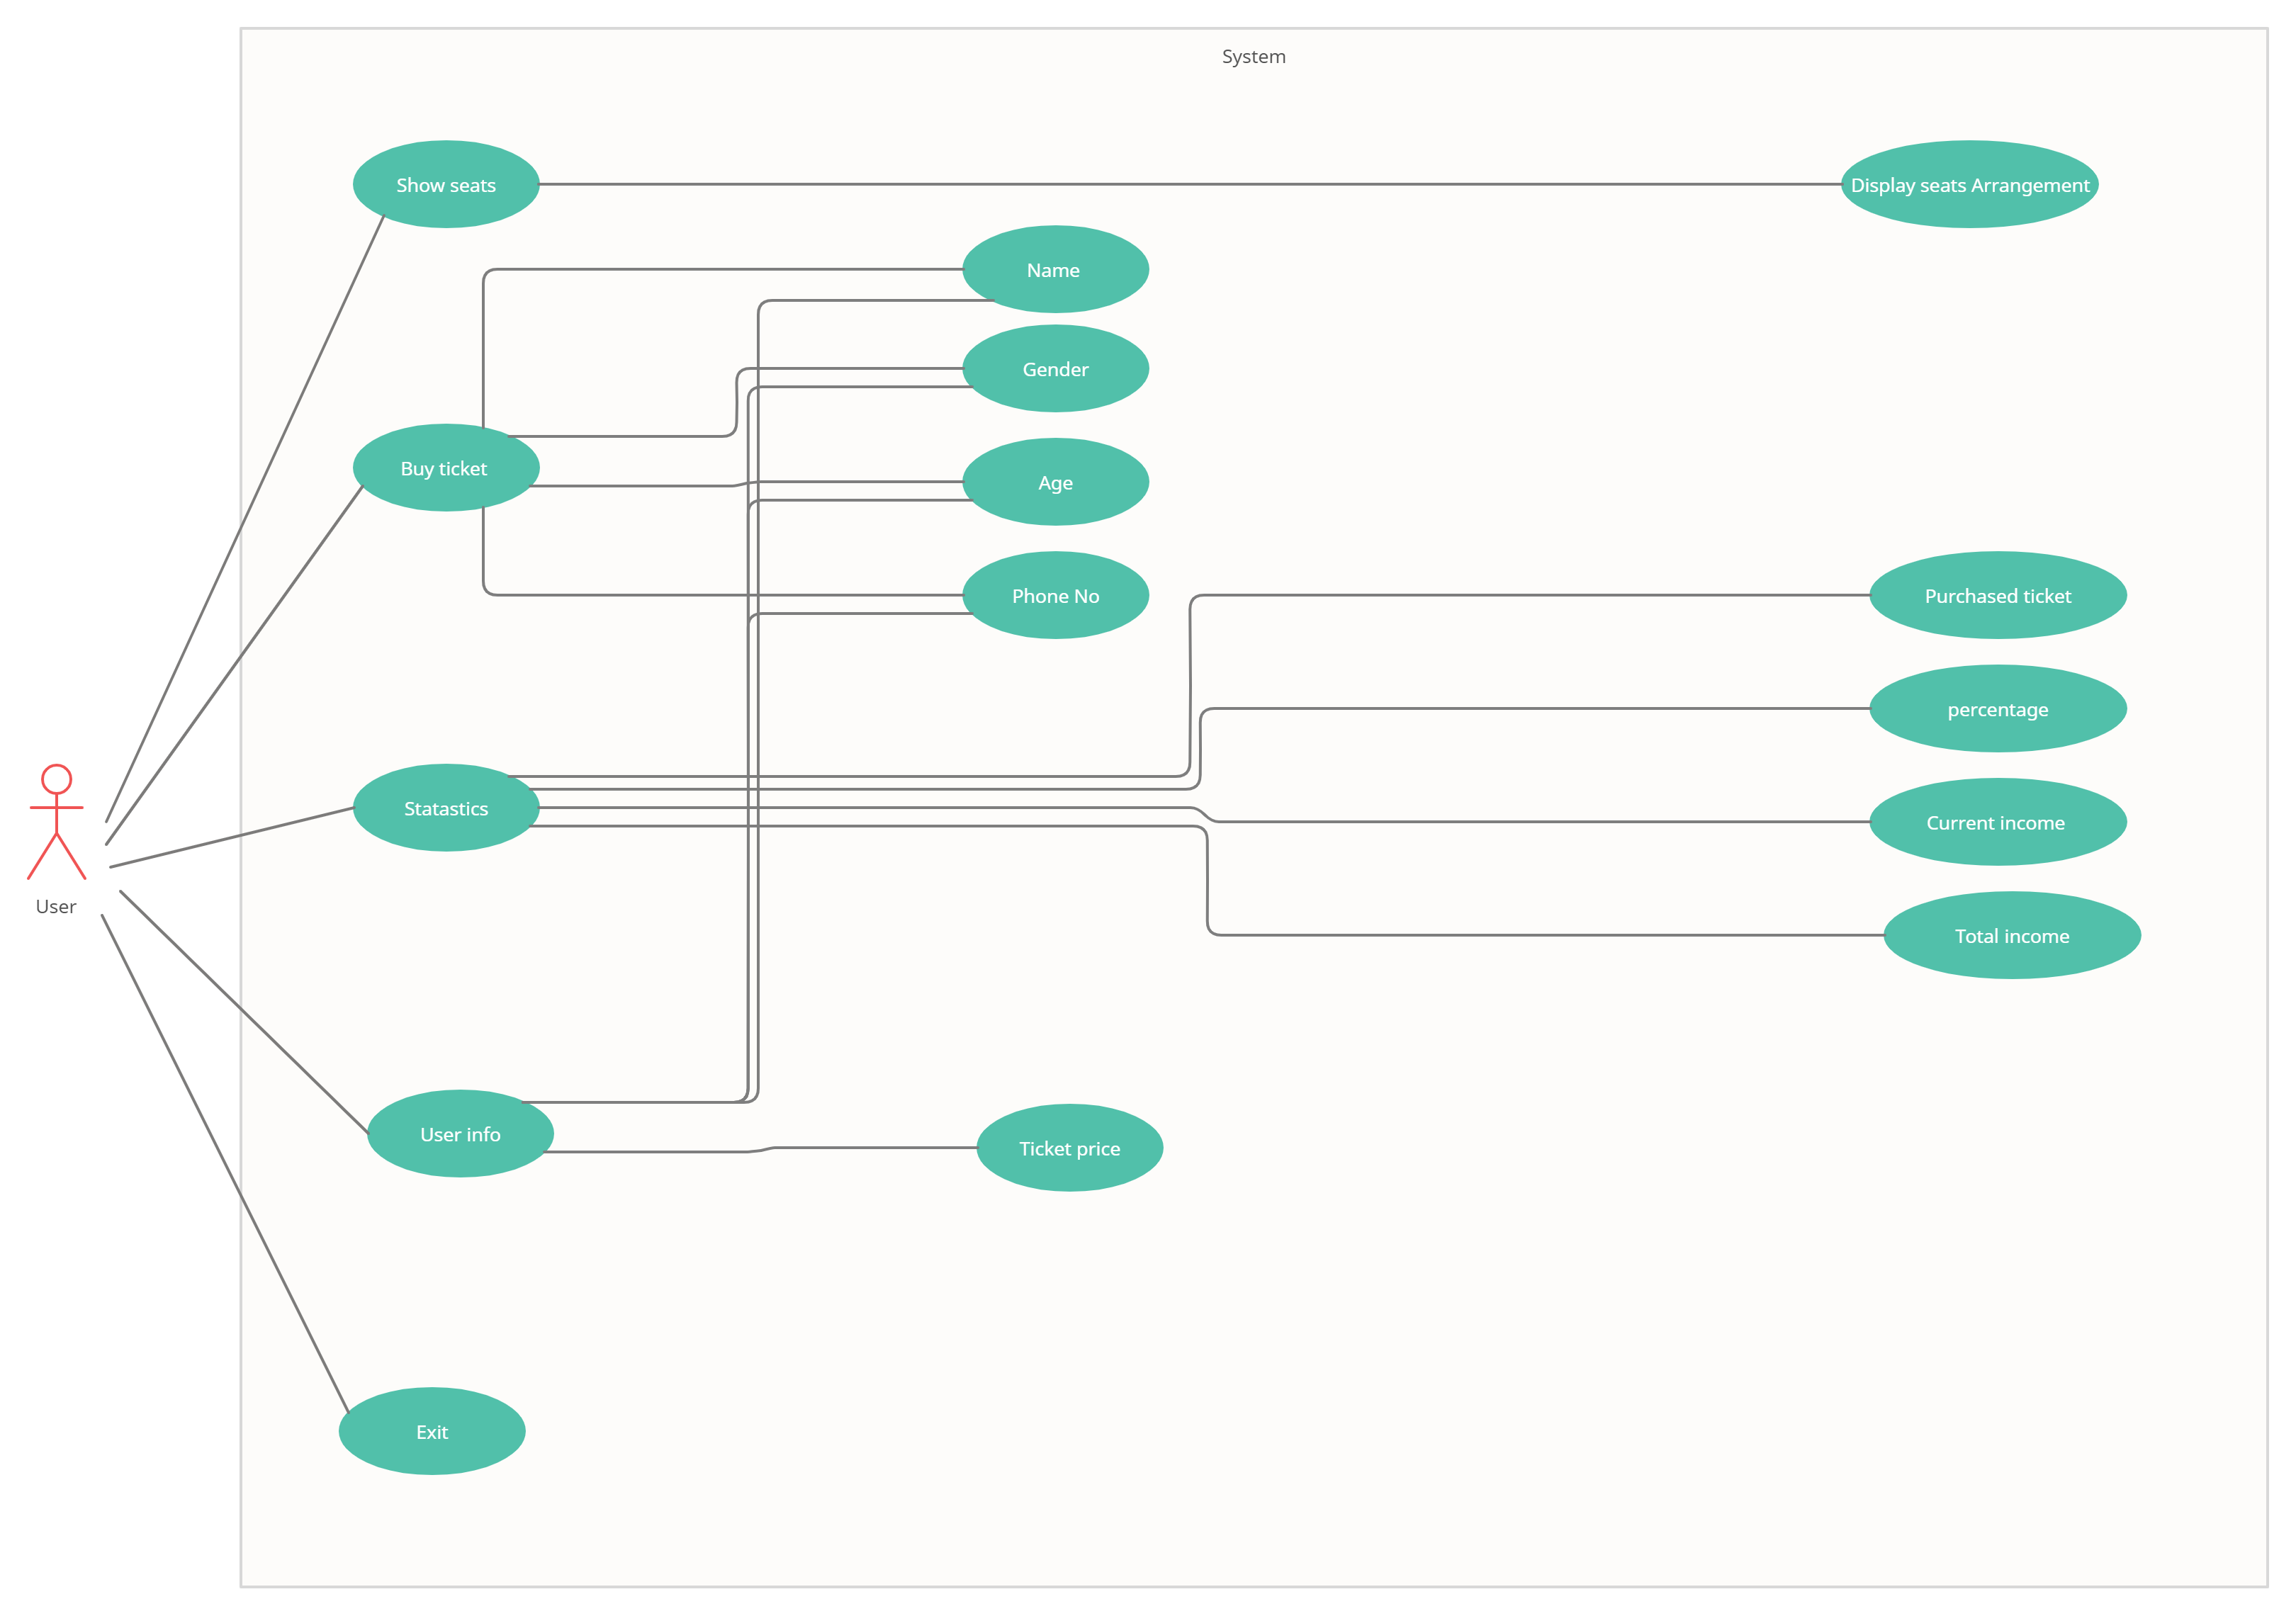 System
Show seats
Display seats Arrangement
Name
Gender
Buy ticket
Age
Phone No
Purchased ticket
percentage
Statastics
Current income
User
Total income
User info
Ticket price
Exit